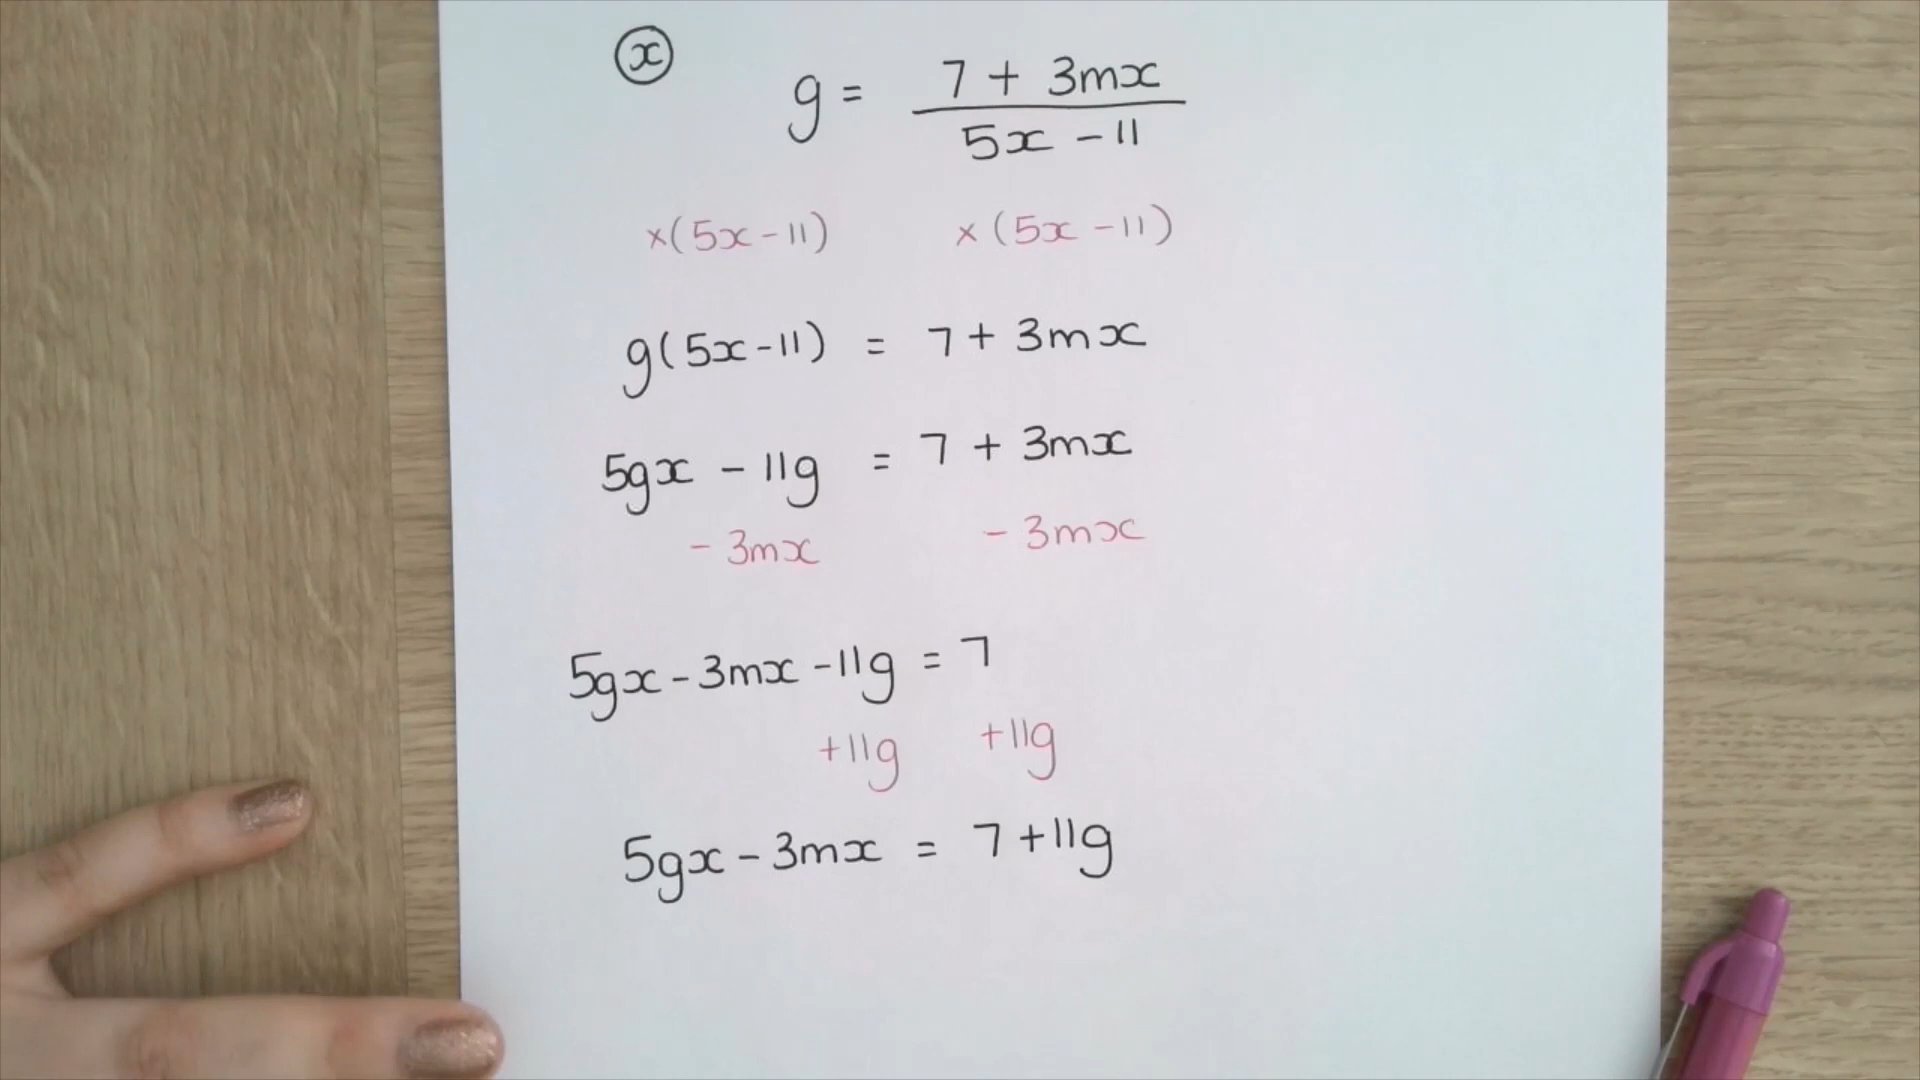 x
g = 7 + 3mx / 5x - 11
×(5x - 11) ×(5x - 11)
g(5x - 11) = 7 + 3mx
5gx - 11g = 7 + 3mx
- 3mx - 3mx
5gx - 3mx - 11g = 7
+11g +11g
5gx - 3mx = 7 + 11g